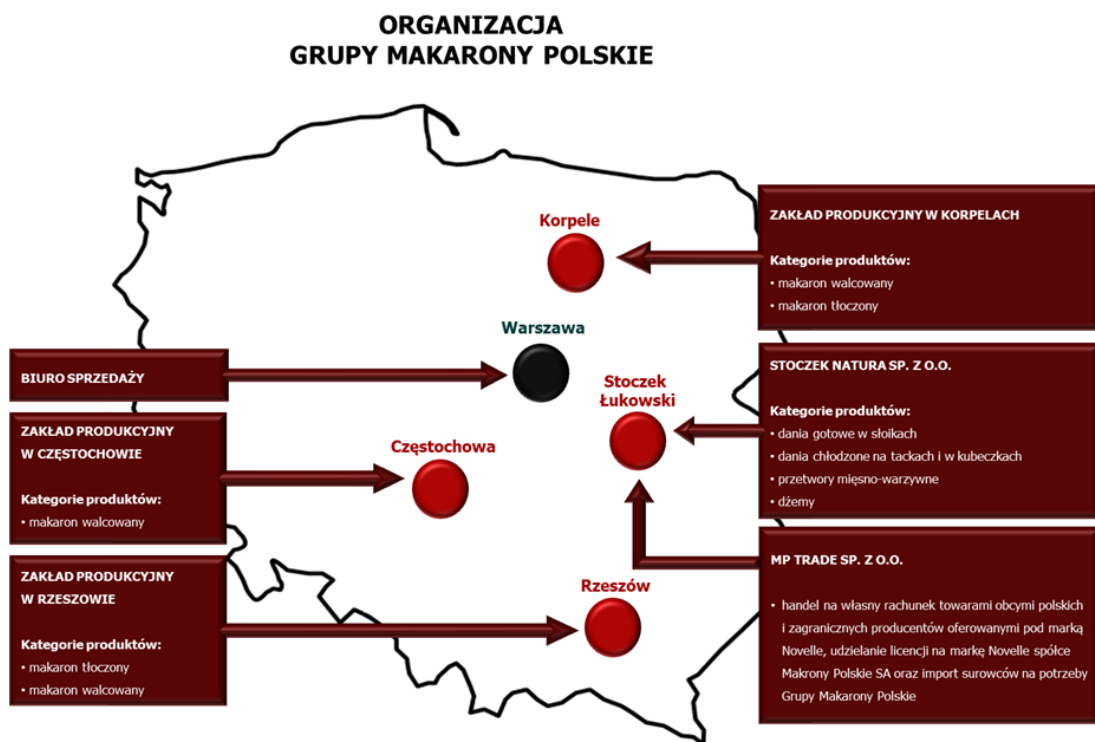 ORGANIZACJA
GRUPY MAKARONY POLSKIE
Korpele
Warszawa
Stoczek
Łukowski
Częstochowa
Rzeszów
BIURO SPRZEDAŻY
ZAKŁAD PRODUKCYJNY
W CZĘSTOCHOWIE
Kategorie produktów:
• makaron walcowany
ZAKŁAD PRODUKCYJNY
W RZESZOWIE
Kategorie produktów:
• makaron tłoczony
• makaron walcowany
ZAKŁAD PRODUKCYJNY W KORPELACH
Kategorie produktów:
• makaron walcowany
• makaron tłoczony
STOCZEK NATURA SP. Z O.O.
Kategorie produktów:
• dania gotowe w słoikach
• dania chłodzone na tackach i w kubeczkach
• przetwory mięsno-warzywne
• dżemy
MP TRADE SP. Z O.O.
• handel na własny rachunek towarami obcymi polskich
i zagranicznych producentów oferowanymi pod marką
Novelle, udzielanie licencji na markę Novelle spółce
Makrony Polskie SA oraz import surowców na potrzeby
Grupy Makarony Polskie